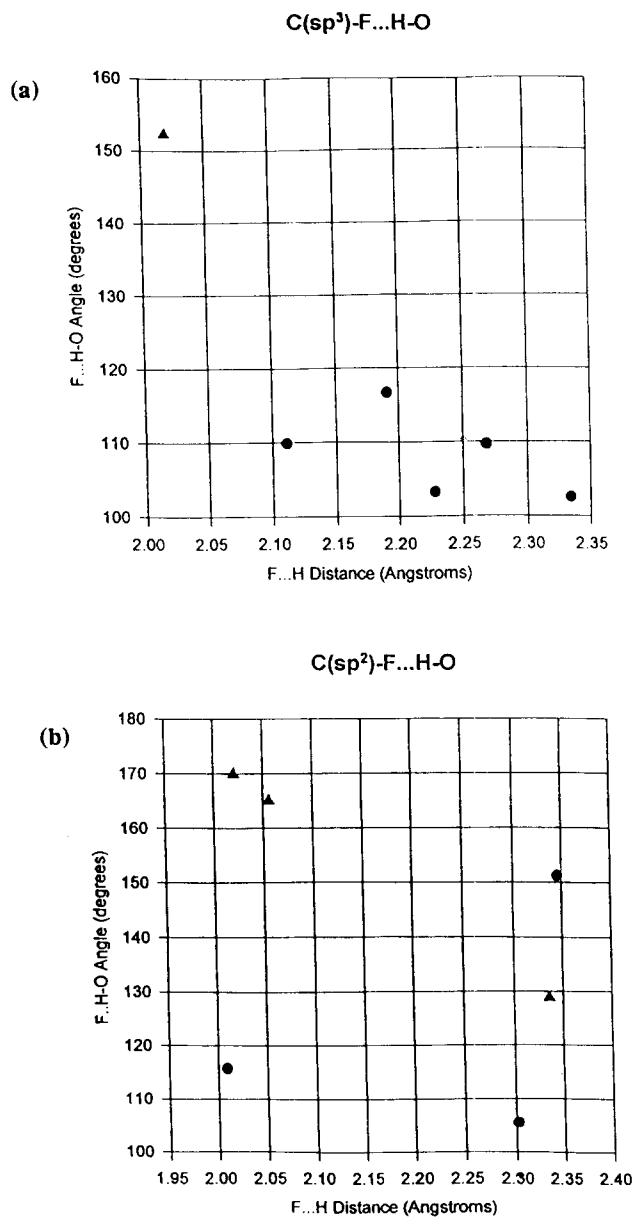 C(sp³)-F...H-O
(a)
160
150
140
130
120
110
100
F...H-O Angle (degrees)
2.00 2.05 2.10 2.15 2.20 2.25 2.30 2.35
F...H Distance (Angstroms)
C(sp²)-F...H-O
(b)
180
170
160
150
140
130
120
110
100
F...H-O Angle (degrees)
1.95 2.00 2.05 2.10 2.15 2.20 2.25 2.30 2.35 2.40
F...H Distance (Angstroms)